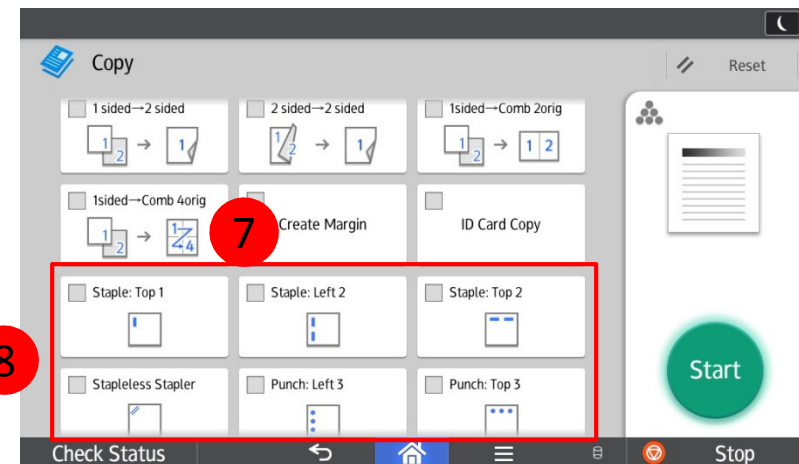 Copy
Reset
1 sided→2 sided
2 sided→2 sided
1sided→Comb 2orig
1 2 → 1
1/2 → 1
1 2 → 1 2
1sided→Comb 4orig
Create Margin
ID Card Copy
1 2 → 1 4
7
Staple: Top 1
Staple: Left 2
Staple: Top 2
8
Stapleless Stapler
Punch: Left 3
Punch: Top 3
Start
Check Status
Stop